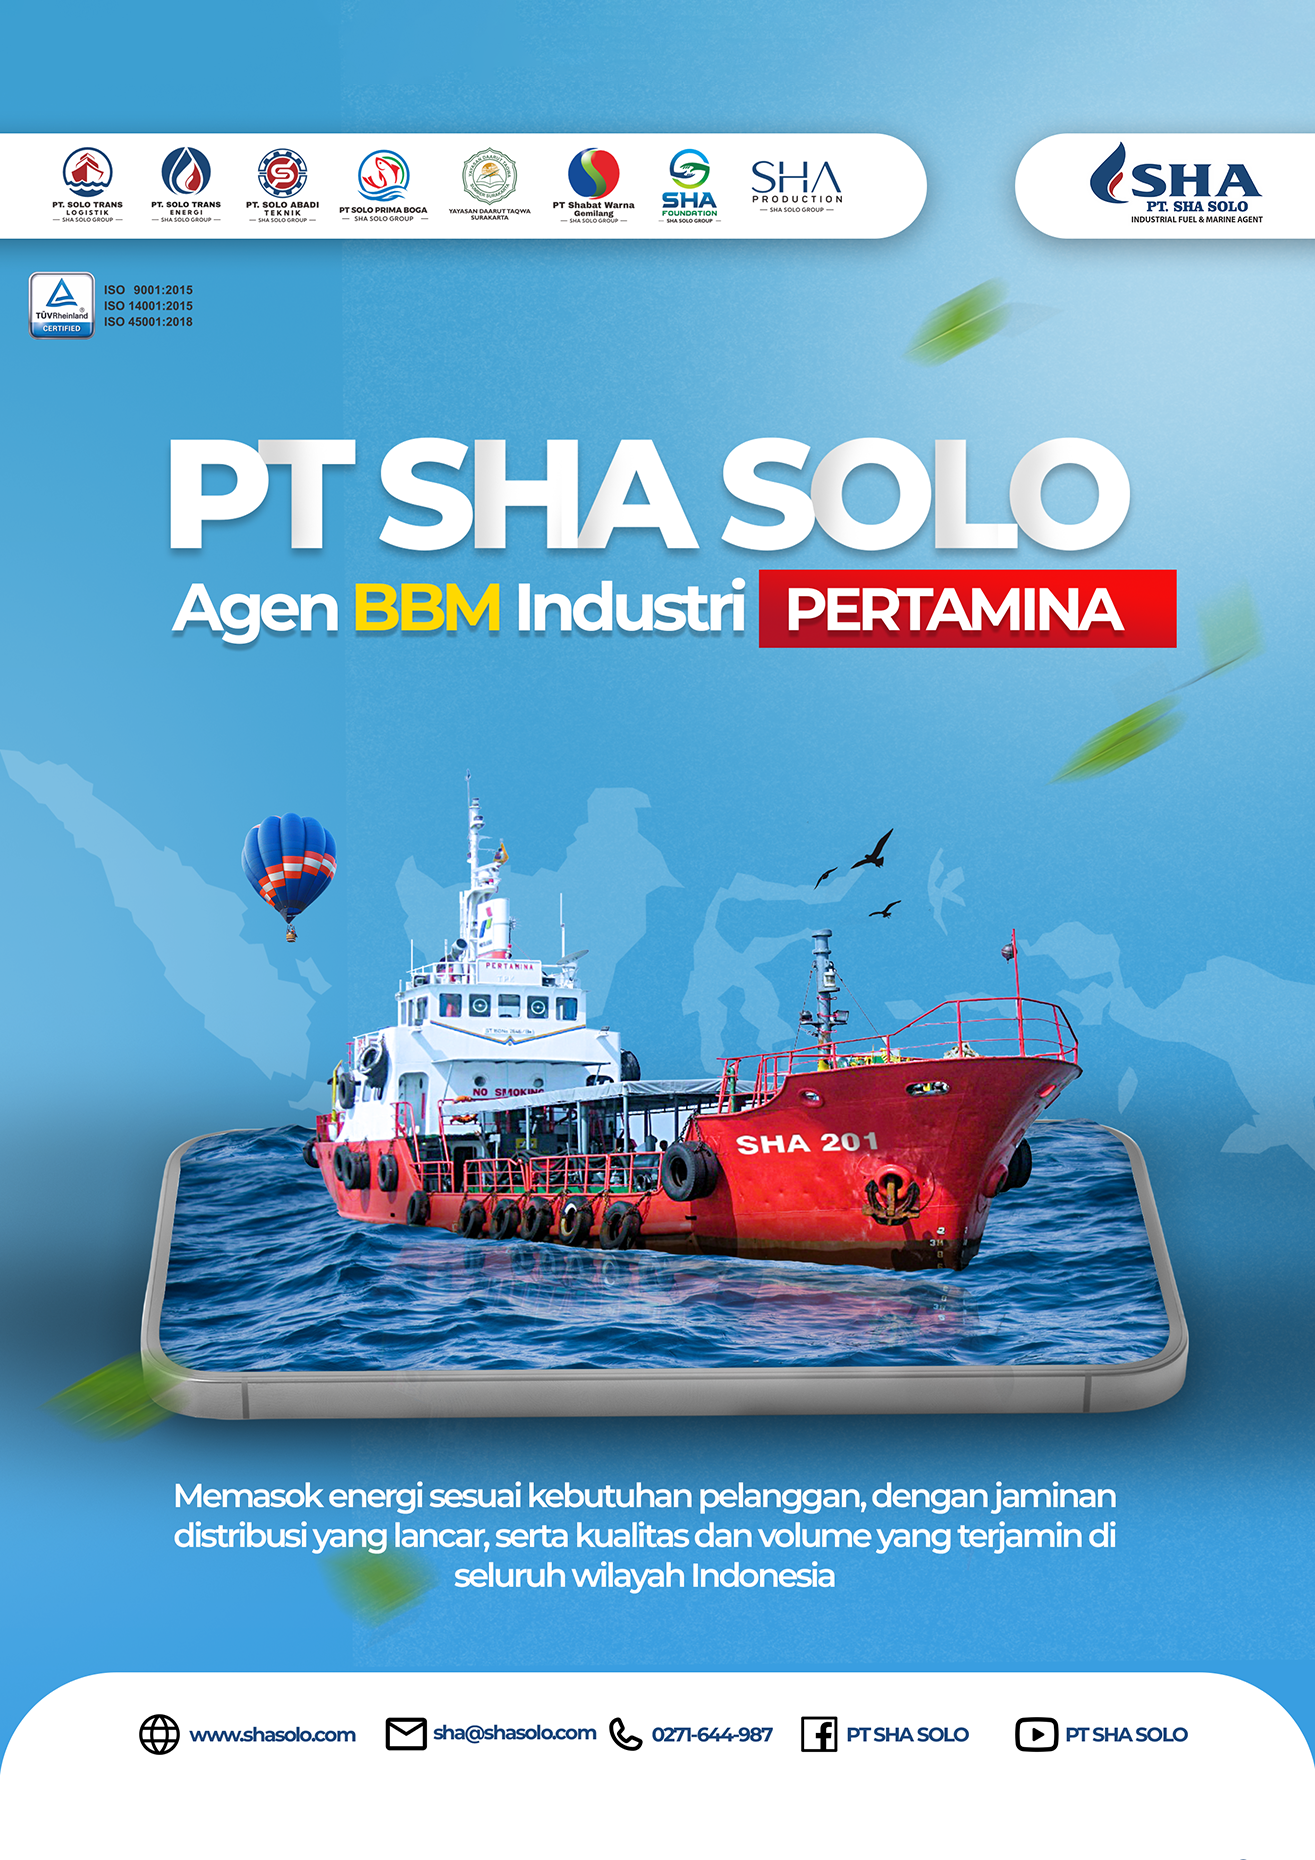 PT. SOLO TRANS
LOGISTIK
SHA SOLO GROUP
PT. SOLO TRANS
ENERGI
SHA SOLO GROUP
PT. SOLO ABADI
TEKNIK
SHA SOLO GROUP
PT SOLO PRIMA BOGA
SHA SOLO GROUP
YAYASAN DAARUT TAQWA
SURAKARTA
PT Shabat Warna
Gemilang
SHA SOLO GROUP
SHA
FOUNDATION
SHA SOLO GROUP
SHA
PRODUCTION
SHA SOLO GROUP
SHA
PT. SHA SOLO
INDUSTRIAL FUEL & MARINE AGENT
TÜVRheinland®
CERTIFIED
ISO 9001:2015
ISO 14001:2015
ISO 45001:2018
PT SHA SOLO
Agen BBM Industri PERTAMINA
PERTAMINA
NO SMOKING
SHA 201
Memasok energi sesuai kebutuhan pelanggan, dengan jaminan
distribusi yang lancar, serta kualitas dan volume yang terjamin di
seluruh wilayah Indonesia
www.shasolo.com
sha@shasolo.com
0271-644-987
PT SHA SOLO
PT SHA SOLO